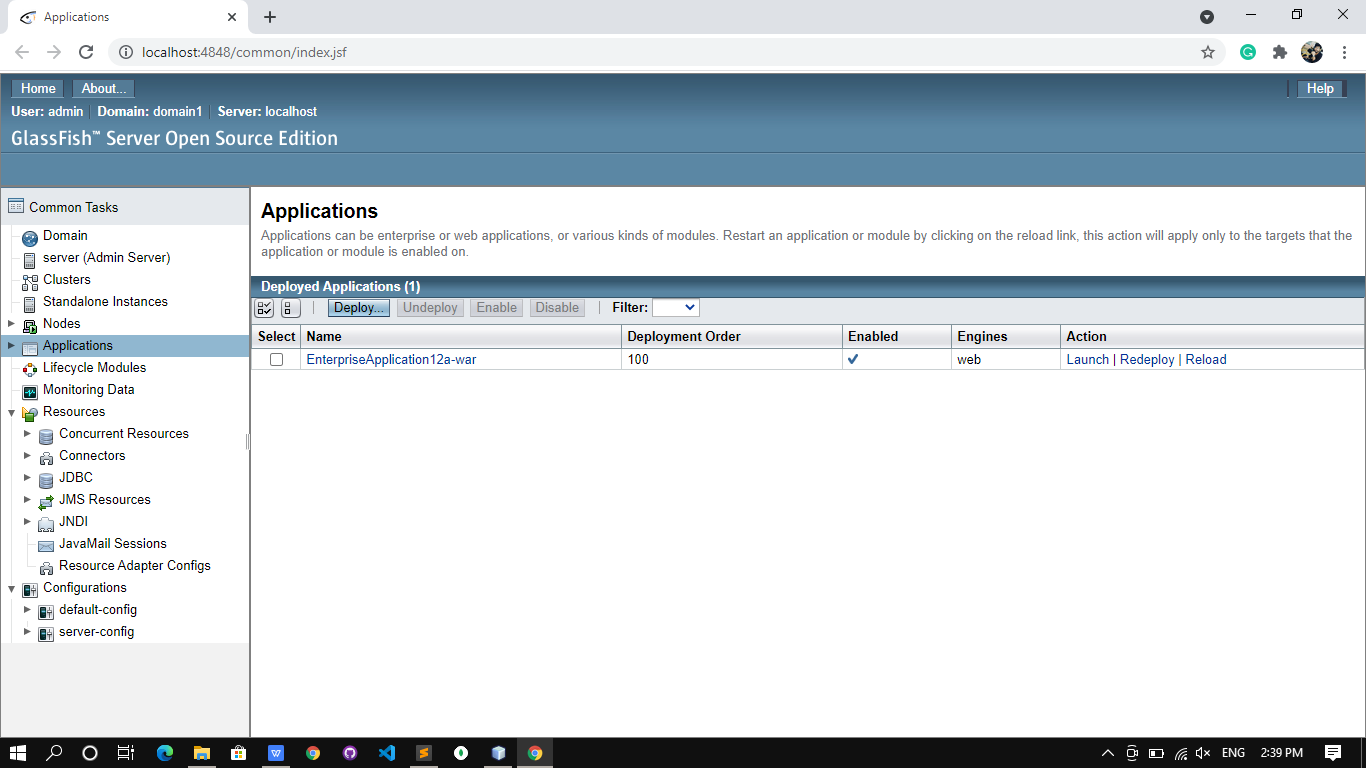 Applications
localhost:4848/common/index.jsf
Home About... Help
User: admin Domain: domain1 Server: localhost
GlassFish™ Server Open Source Edition
Common Tasks
Domain
server (Admin Server)
Clusters
Standalone Instances
Nodes
Applications
Lifecycle Modules
Monitoring Data
Resources
Concurrent Resources
Connectors
JDBC
JMS Resources
JNDI
JavaMail Sessions
Resource Adapter Configs
Configurations
default-config
server-config
Applications
Applications can be enterprise or web applications, or various kinds of modules. Restart an application or module by clicking on the reload link, this action will apply only to the targets that the
application or module is enabled on.
Deployed Applications (1)
Deploy... Undeploy Enable Disable Filter:
Select Name Deployment Order Enabled Engines Action
EnterpriseApplication12a-war 100 web Launch | Redeploy | Reload
ENG 2:39 PM